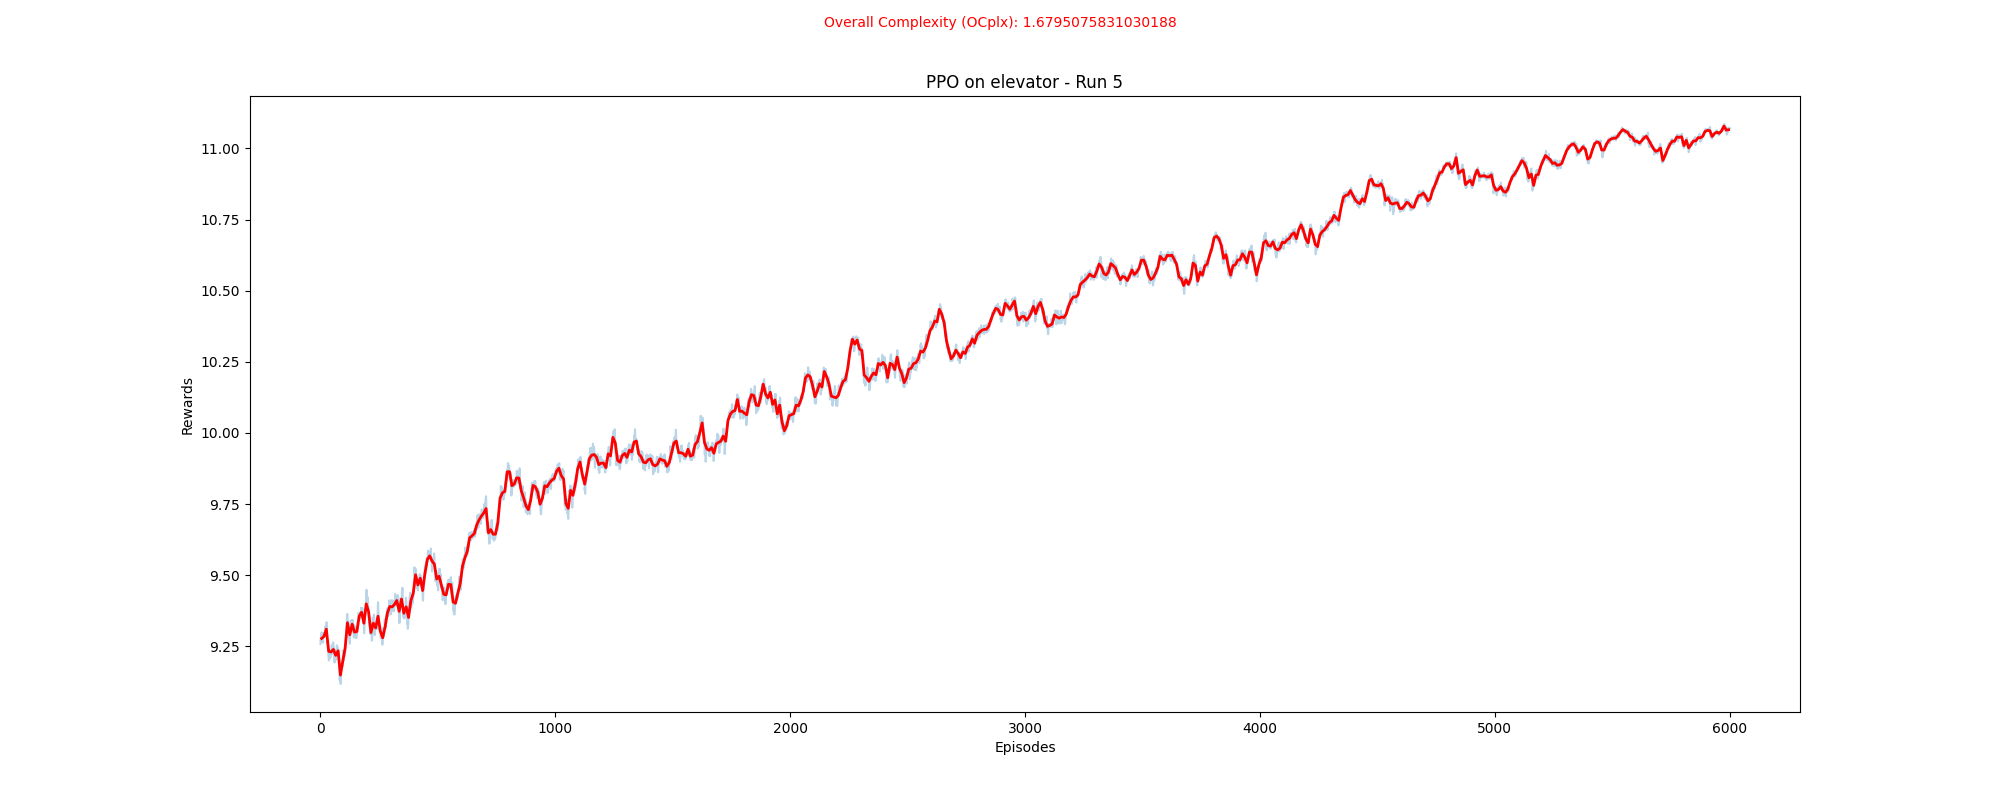 Overall Complexity (OCplx): 1.6795075831030188
PPO on elevator - Run 5
11.00
10.75
10.50
10.25
10.00
9.75
9.50
9.25
Rewards
0 1000 2000 3000 4000 5000 6000
Episodes